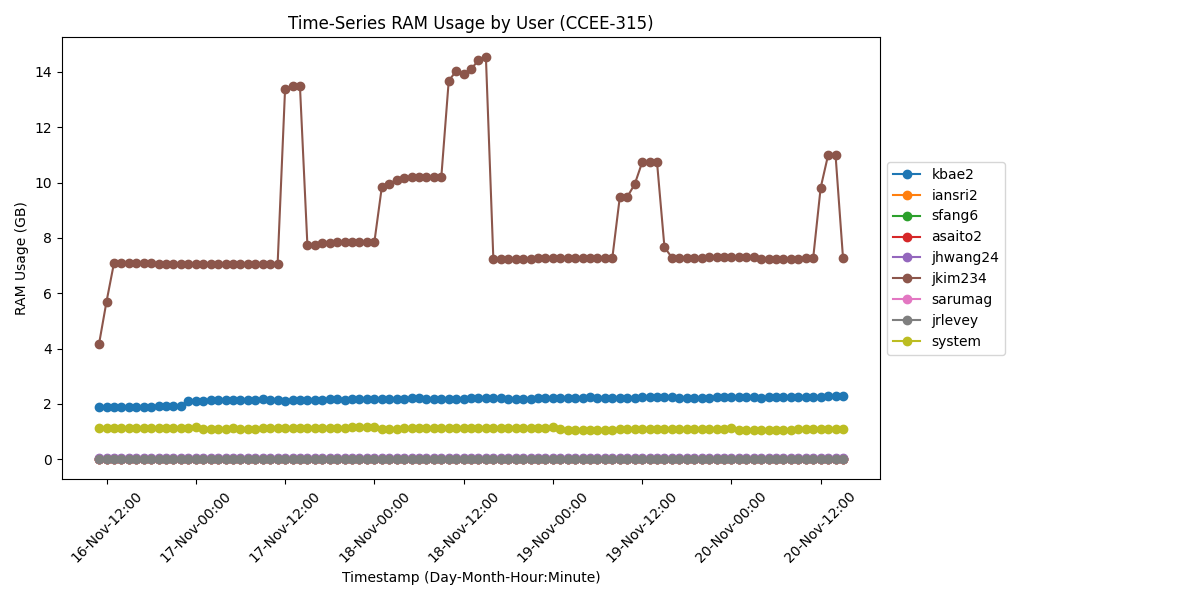 Time-Series RAM Usage by User (CCEE-315)
RAM Usage (GB)
14
12
10
8
6
4
2
0
16-Nov-12:00
17-Nov-00:00
17-Nov-12:00
18-Nov-00:00
18-Nov-12:00
19-Nov-00:00
19-Nov-12:00
20-Nov-00:00
20-Nov-12:00
Timestamp (Day-Month-Hour:Minute)
kbae2
iansri2
sfang6
asaito2
jhwang24
jkim234
sarumag
jrlevey
system